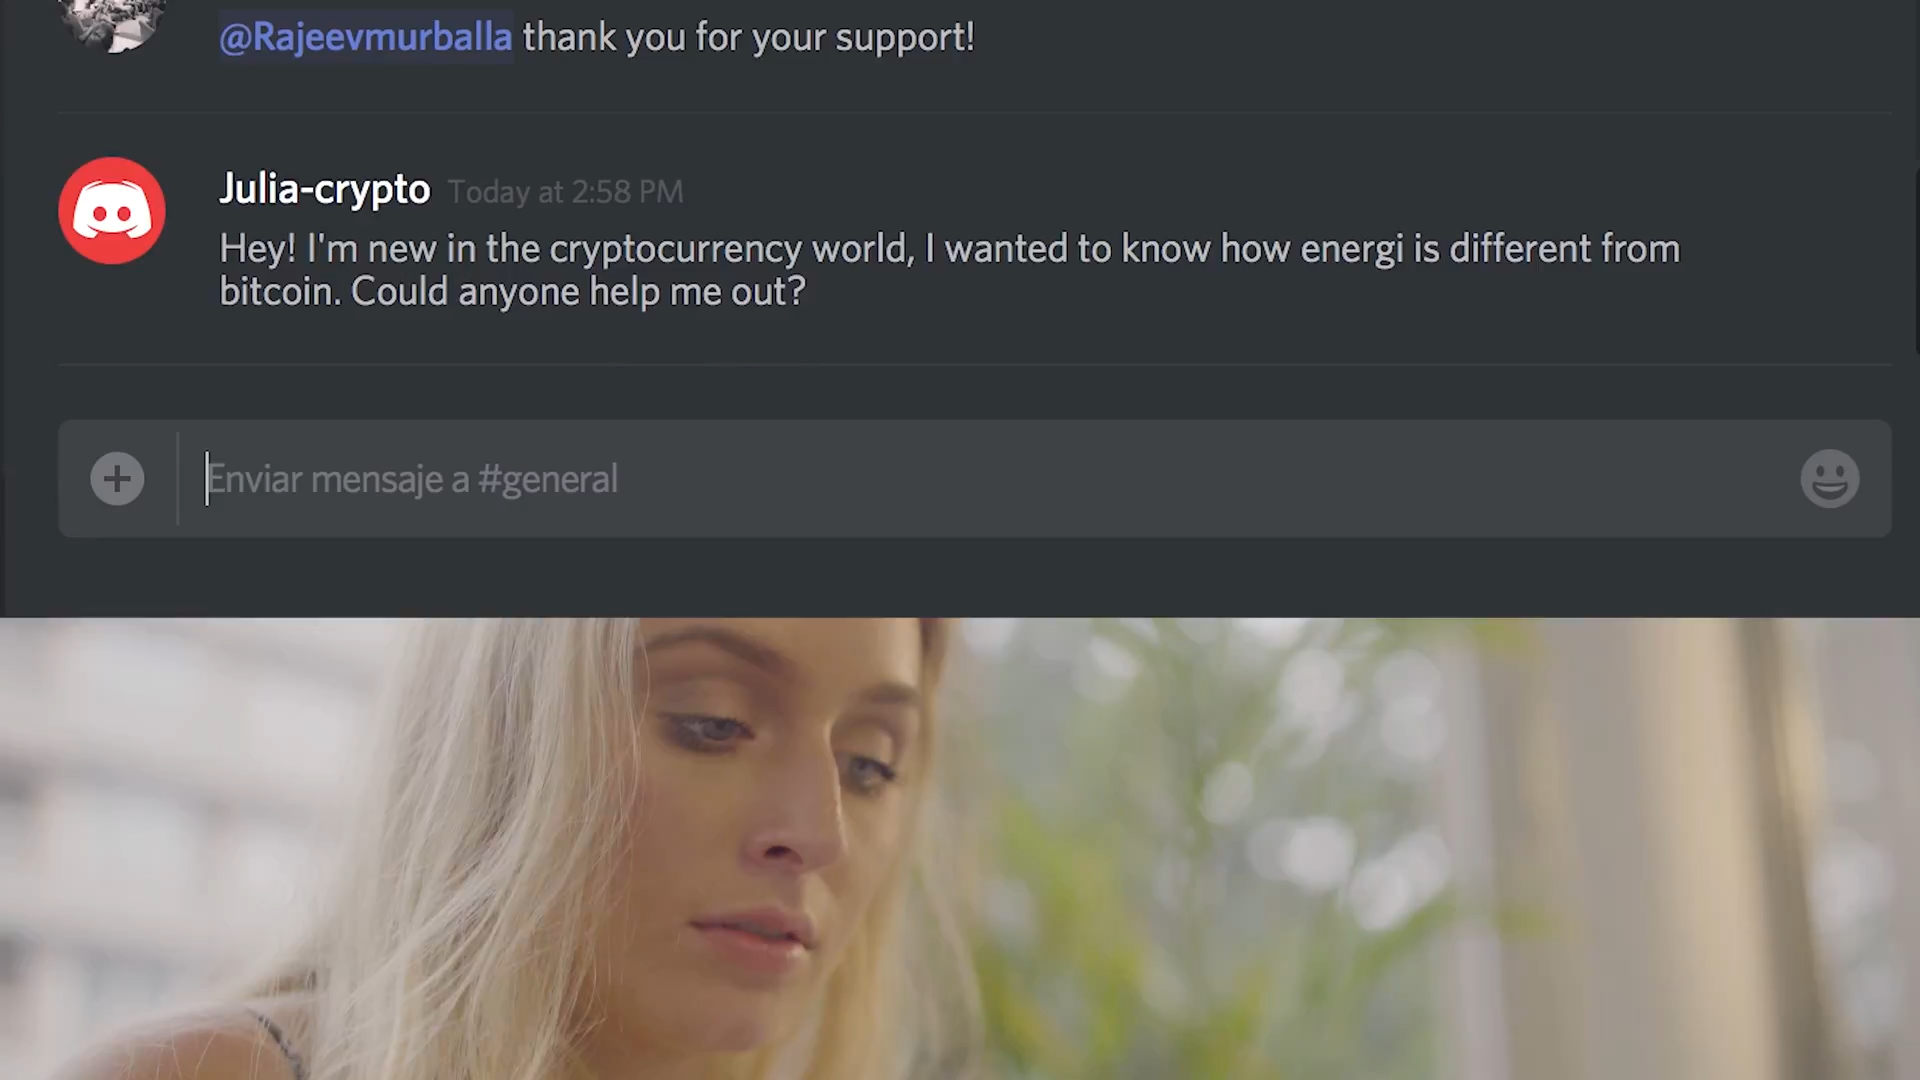 @Rajeevmurballa thank you for your support!
Julia-crypto Today at 2:58 PM
Hey! I'm new in the cryptocurrency world, I wanted to know how energi is different from
bitcoin. Could anyone help me out?
Enviar mensaje a #general